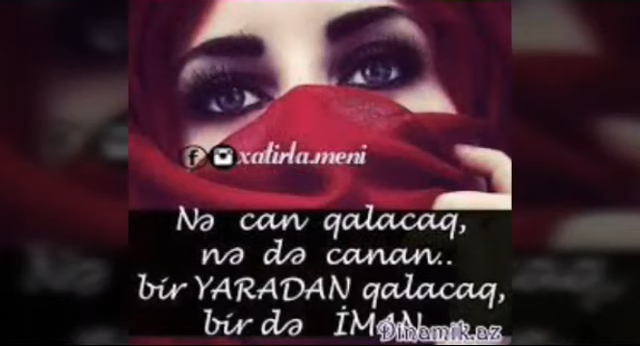 xatirla.meni
Nə can qalacaq,
nə də canan..
bir YARADAN qalacaq,
bir də İMAN
Dinamik.az